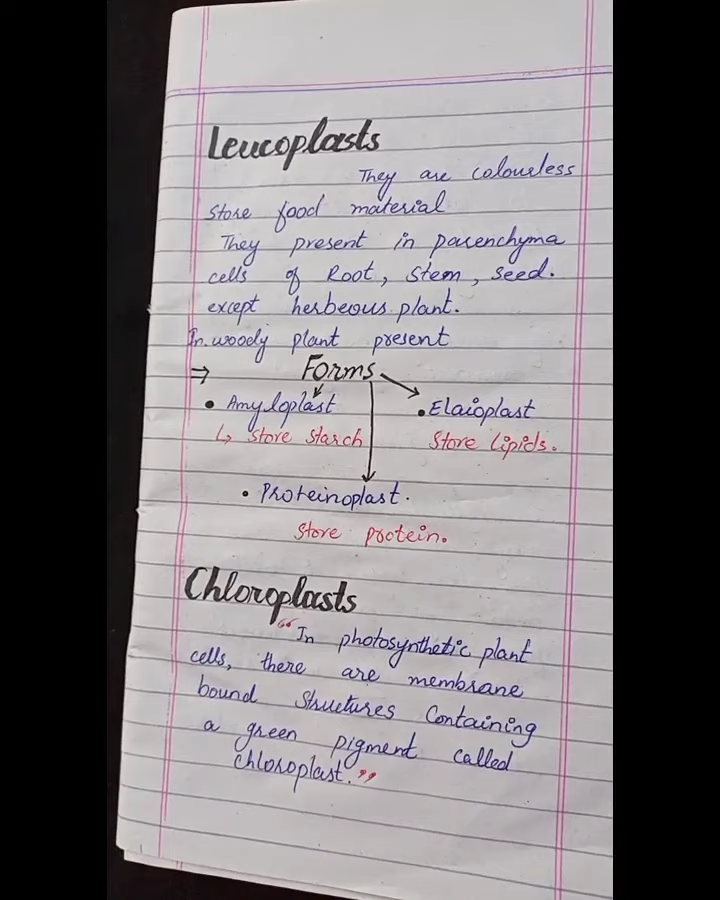 Leucoplasts
They are colourless
store food material
They present in parenchyma
cells of Root, Stem, seed.
except herbeous plant.
In woody plant present
⇒ Forms
• Amyloplast • Elaioplast
↳ store starch store Lipids.
• Proteinoplast.
store protein.
Chloroplasts
“In photosynthetic plant
cells, there are membrane
bound structures Containing
a green pigment called
chloroplast.”